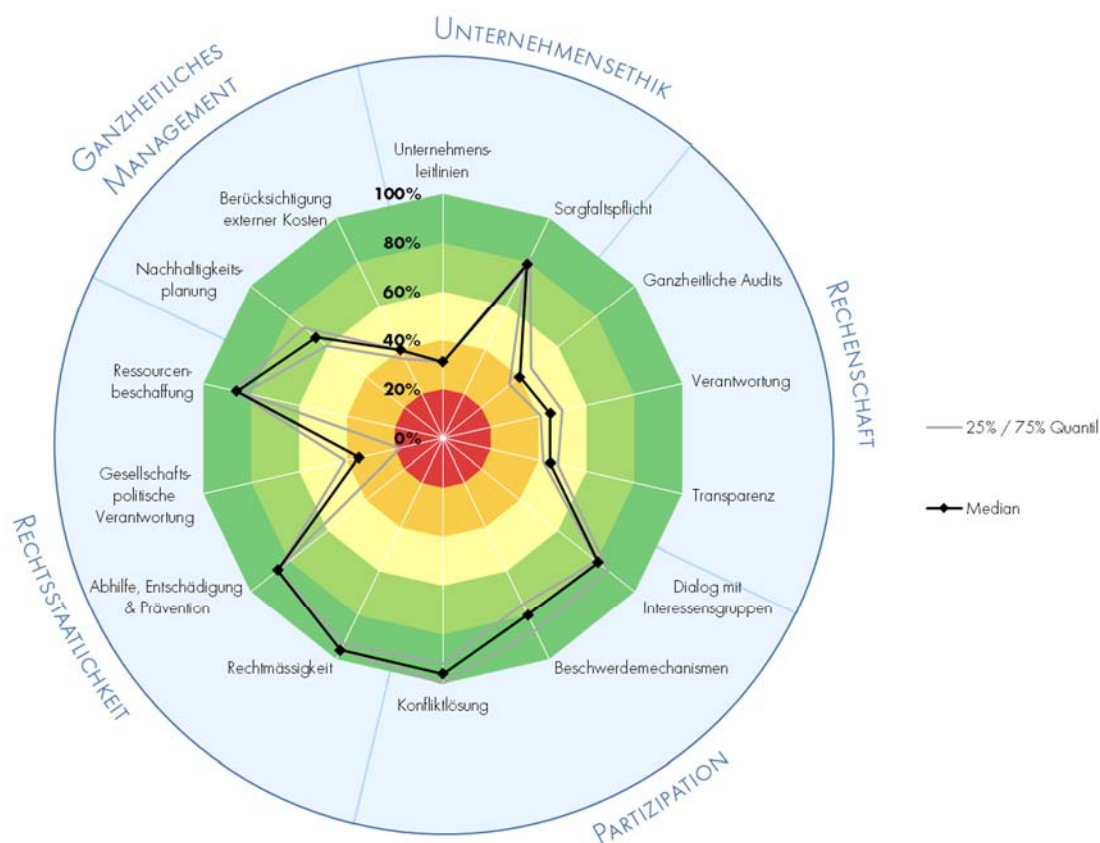 GANZHEITLICHES
MANAGEMENT
UNTERNEHMENSETHIK
RECHENSCHAFT
PARTIZIPATION
RECHTSSTAATLICHKEIT
Unternehmens-
leitlinien
Sorgfaltspflicht
Ganzheitliche Audits
Verantwortung
Transparenz
Dialog mit
Interessensgruppen
Beschwerdemechanismen
Konfliktlösung
Rechtmässigkeit
Abhilfe, Entschädigung
& Prävention
Gesellschafts-
politische
Verantwortung
Ressourcen-
beschaffung
Nachhaltigkeits-
planung
Berücksichtigung
externer Kosten
100%
80%
60%
40%
20%
0%
25% / 75% Quantil
Median